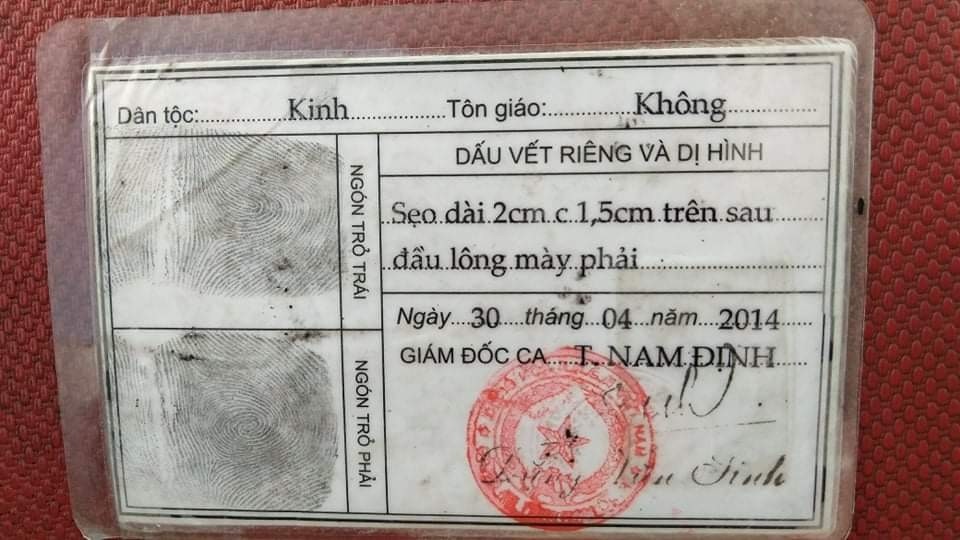 Dân tộc: Kinh Tôn giáo: Không
NGÓN TRỎ TRÁI
DẤU VẾT RIÊNG VÀ DỊ HÌNH
Sẹo dài 2cm c 1,5cm trên sau
đầu lông mày phải
NGÓN TRỎ PHẢI
Ngày 30 tháng 04 năm 2014
GIÁM ĐỐC CA T. NAM ĐỊNH